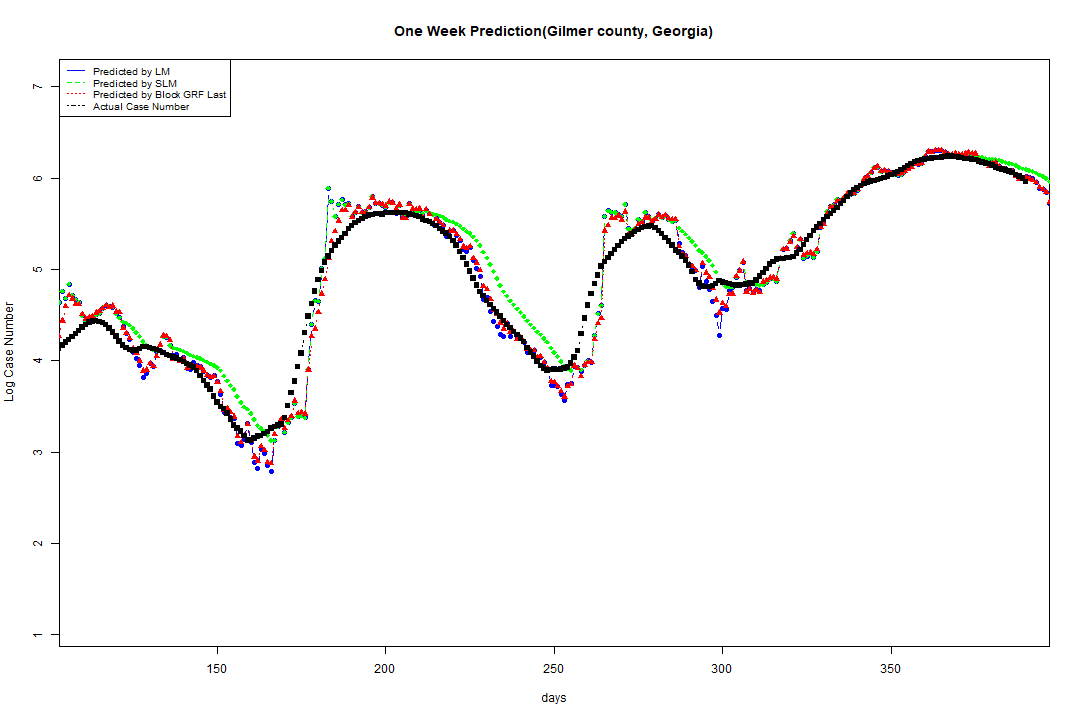 One Week Prediction(Gilmer county, Georgia)
Predicted by LM
Predicted by SLM
Predicted by Block GRF Last
Actual Case Number
7
6
5
4
3
2
1
Log Case Number
150 200 250 300 350
days